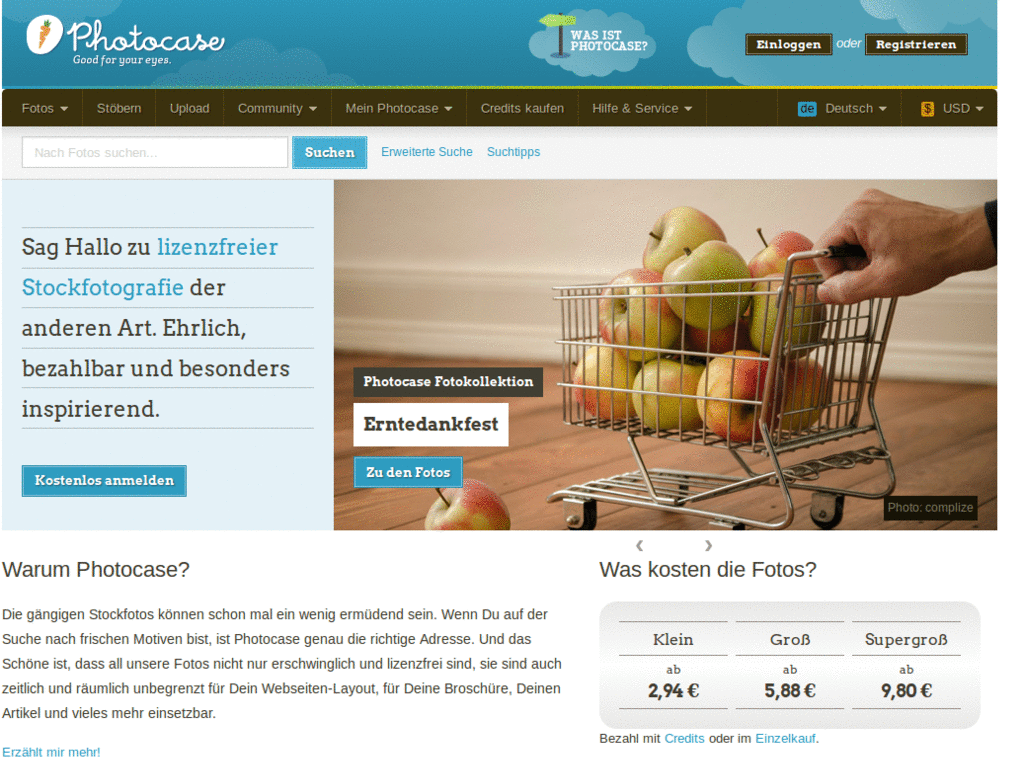 Photocase
Good for your eyes.
WAS IST
PHOTOCASE?
Einloggen oder Registrieren
Fotos Stöbern Upload Community Mein Photocase Credits kaufen Hilfe & Service de Deutsch $ USD
Nach Fotos suchen... Suchen Erweiterte Suche Suchtipps
Sag Hallo zu lizenzfreier
Stockfotografie der
anderen Art. Ehrlich,
bezahlbar und besonders
inspirierend.
Kostenlos anmelden
Photocase Fotokollektion
Erntedankfest
Zu den Fotos
Photo: complize
‹ ›
Warum Photocase?
Die gängigen Stockfotos können schon mal ein wenig ermüdend sein. Wenn Du auf der
Suche nach frischen Motiven bist, ist Photocase genau die richtige Adresse. Und das
Schöne ist, dass all unsere Fotos nicht nur erschwinglich und lizenzfrei sind, sie sind auch
zeitlich und räumlich unbegrenzt für Dein Webseiten-Layout, für Deine Broschüre, Deinen
Artikel und vieles mehr einsetzbar.
Erzählt mir mehr!
Was kosten die Fotos?
Klein Groß Supergroß
ab ab ab
2,94 € 5,88 € 9,80 €
Bezahl mit Credits oder im Einzelkauf.